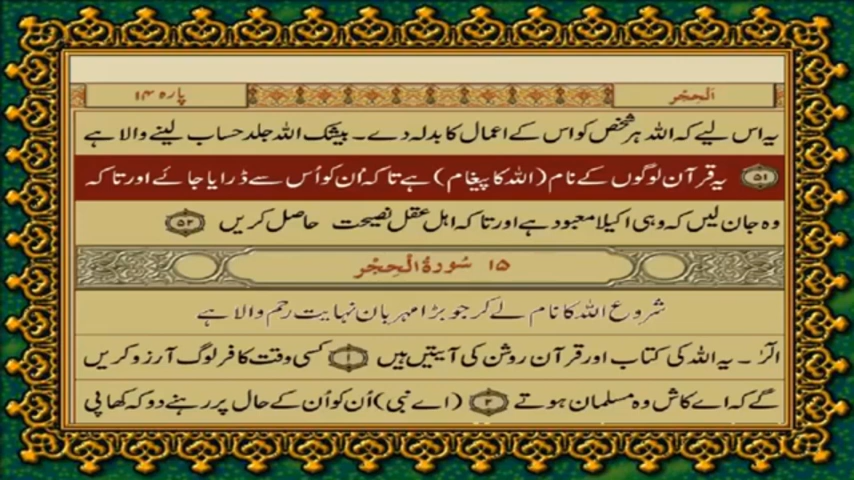 الحجر
پارہ ۱۴
یہ اس لیے کہ اللہ ہر شخص کو اس کے اعمال کا بدلہ دے۔ بیشک اللہ جلد حساب لینے والا ہے
﴿۵۱﴾ یہ قرآن لوگوں کے نام (اللہ کا پیغام) ہے تاکہ اُن کو اُس سے ڈرایا جائے اور تاکہ
وہ جان لیں کہ وہی اکیلا معبود ہے اور تاکہ اہل عقل نصیحت حاصل کریں ﴿۵۲﴾
۱۵ سُورۃُ الْحِجْر
شروع اللہ کا نام لے کر جو بڑا مہربان نہایت رحم والا ہے
الٓرٰ ۔ یہ اللہ کی کتاب اور قرآن روشن کی آیتیں ہیں ﴿۱﴾ کسی وقت کافر لوگ آرزو کریں
گے کہ اے کاش وہ مسلمان ہوتے ﴿۲﴾ (اے نبی) اُن کو اُن کے حال پر رہنے دو کہ کھا پی